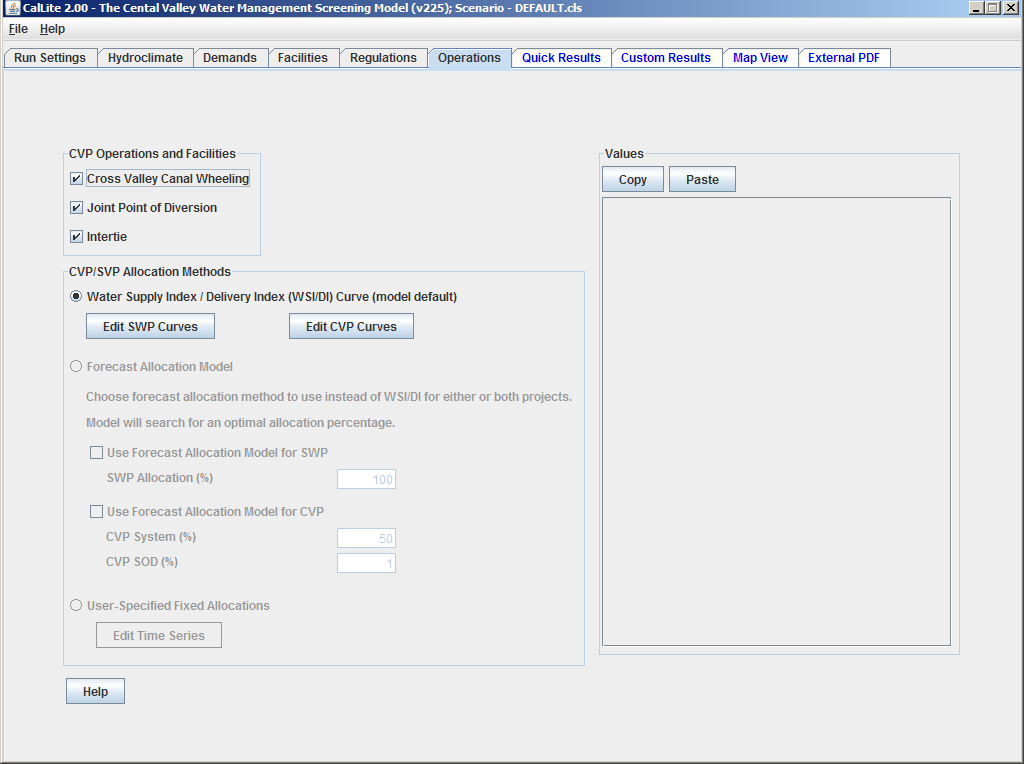 CalLite 2.00 - The Cental Valley Water Management Screening Model (v225); Scenario - DEFAULT.cls
File Help
Run Settings Hydroclimate Demands Facilities Regulations Operations Quick Results Custom Results Map View External PDF
CVP Operations and Facilities
Cross Valley Canal Wheeling
Joint Point of Diversion
Intertie
CVP/SVP Allocation Methods
Water Supply Index / Delivery Index (WSI/DI) Curve (model default)
Edit SWP Curves Edit CVP Curves
Forecast Allocation Model
Choose forecast allocation method to use instead of WSI/DI for either or both projects.
Model will search for an optimal allocation percentage.
Use Forecast Allocation Model for SWP
SWP Allocation (%) 100
Use Forecast Allocation Model for CVP
CVP System (%) 50
CVP SOD (%) 1
User-Specified Fixed Allocations
Edit Time Series
Help
Values
Copy Paste